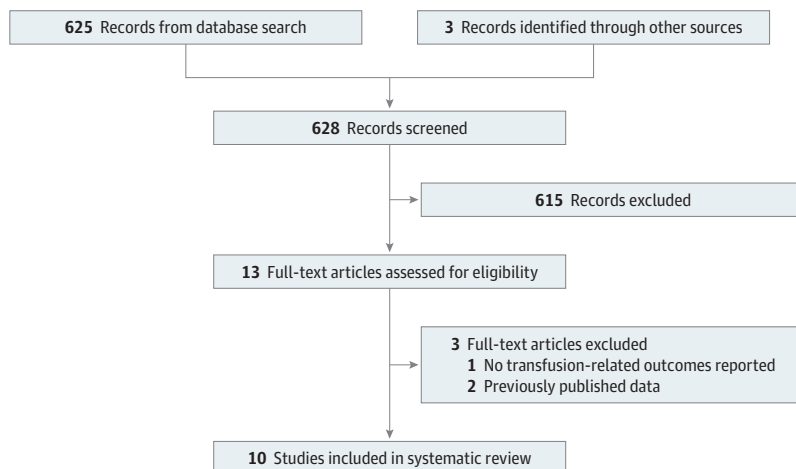 625 Records from database search
3 Records identified through other sources
628 Records screened
615 Records excluded
13 Full-text articles assessed for eligibility
3 Full-text articles excluded
1 No transfusion-related outcomes reported
2 Previously published data
10 Studies included in systematic review